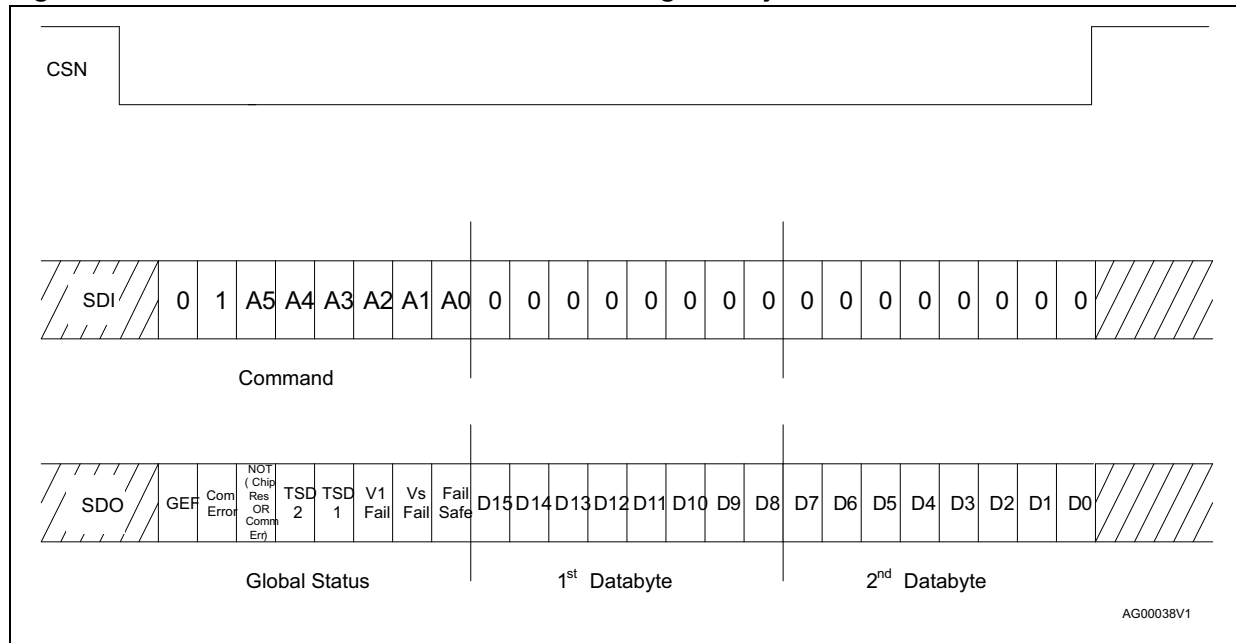 CSN
SDI 0 1 A5 A4 A3 A2 A1 A0 0 0 0 0 0 0 0 0 0 0 0 0 0 0 0 0
Command
SDO GEF Com Error NOT ( Chip Res OR Comm Err) TSD 2 TSD 1 V1 Fail Vs Fail Fail Safe D15 D14 D13 D12 D11 D10 D9 D8 D7 D6 D5 D4 D3 D2 D1 D0
Global Status 1st Databyte 2nd Databyte
AG00038V1